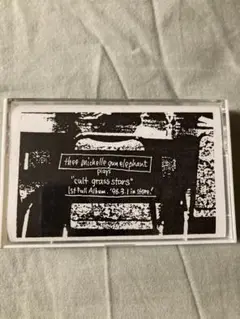 thee michelle gun elephant
plays
"cult grass stars"
1st Full Album. '96.3.1 in store!